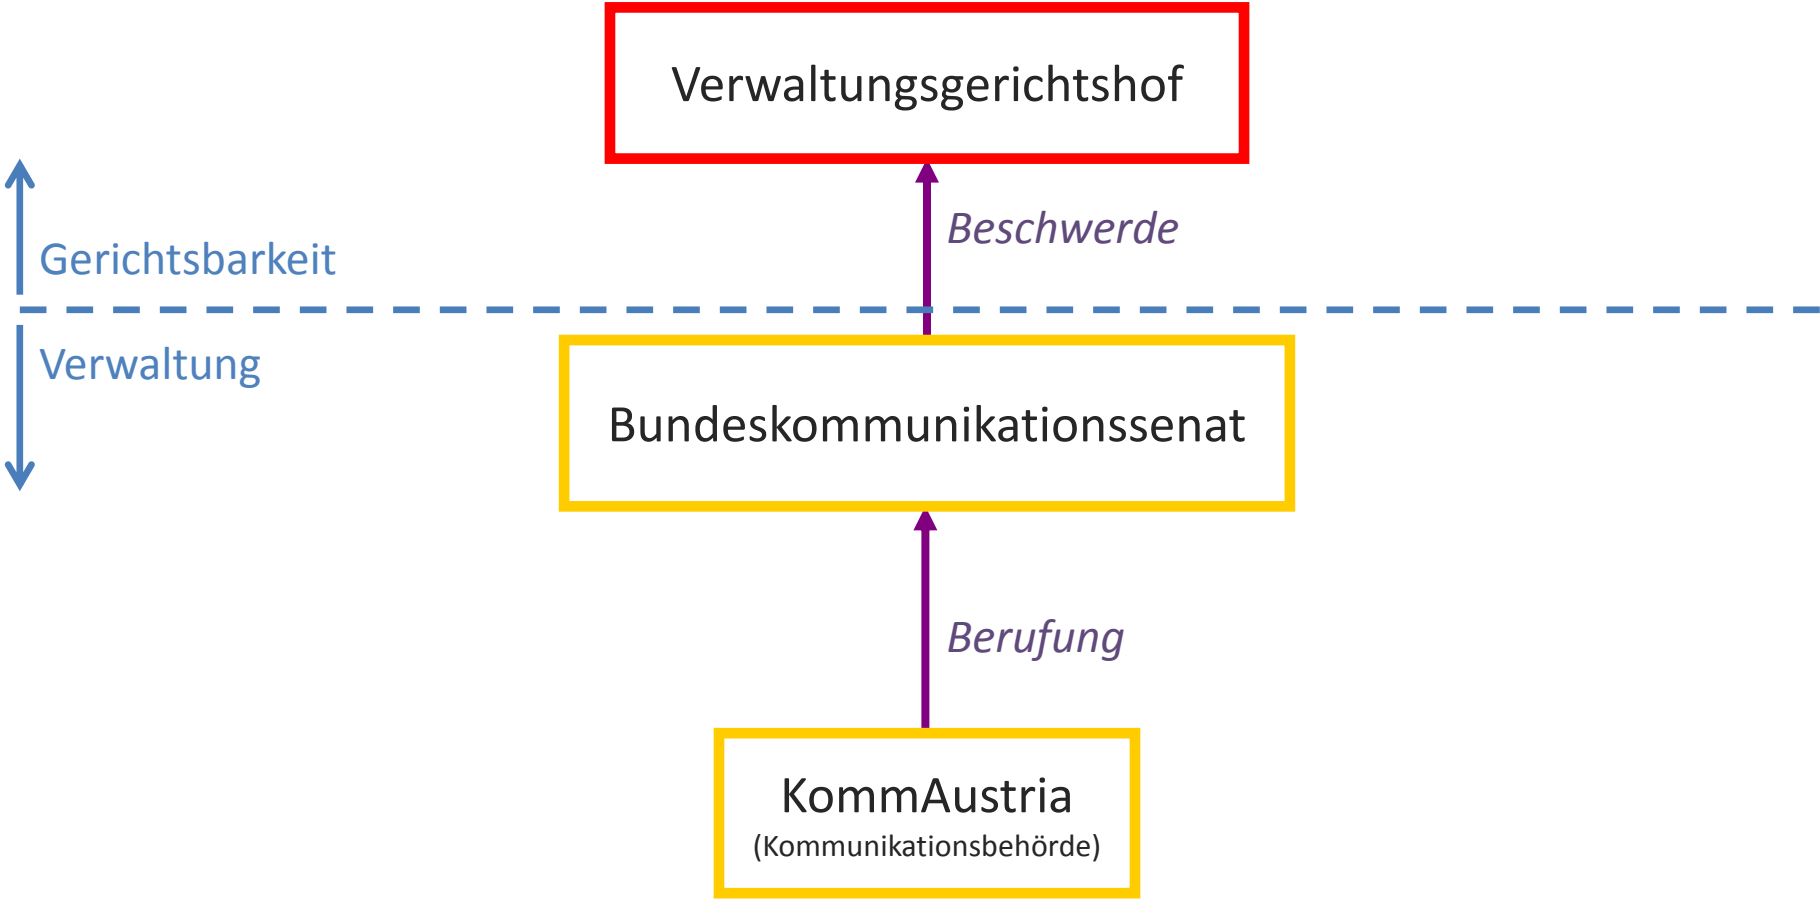 Verwaltungsgerichtshof
Beschwerde
Gerichtsbarkeit
Verwaltung
Bundeskommunikationssenat
Berufung
KommAustria
(Kommunikationsbehörde)